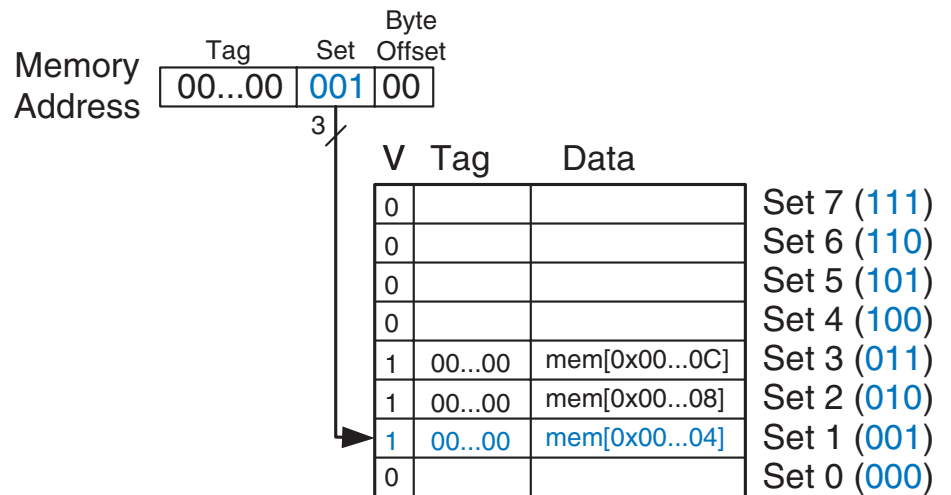 Byte
Tag Set Offset
Memory Address
00...00 001 00
3
V Tag Data
0 Set 7 (111)
0 Set 6 (110)
0 Set 5 (101)
0 Set 4 (100)
1 00...00 mem[0x00...0C] Set 3 (011)
1 00...00 mem[0x00...08] Set 2 (010)
1 00...00 mem[0x00...04] Set 1 (001)
0 Set 0 (000)